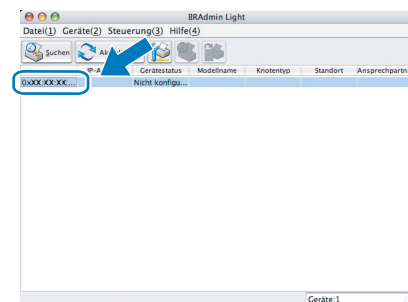 BRAdmin Light
Datei(1) Geräte(2) Steuerung(3) Hilfe(4)
Suchen
Gerätestatus Modellname Knotentyp Standort Ansprechpartn
0xXX:XX:XX:... Nicht konfigu...
Geräte:1